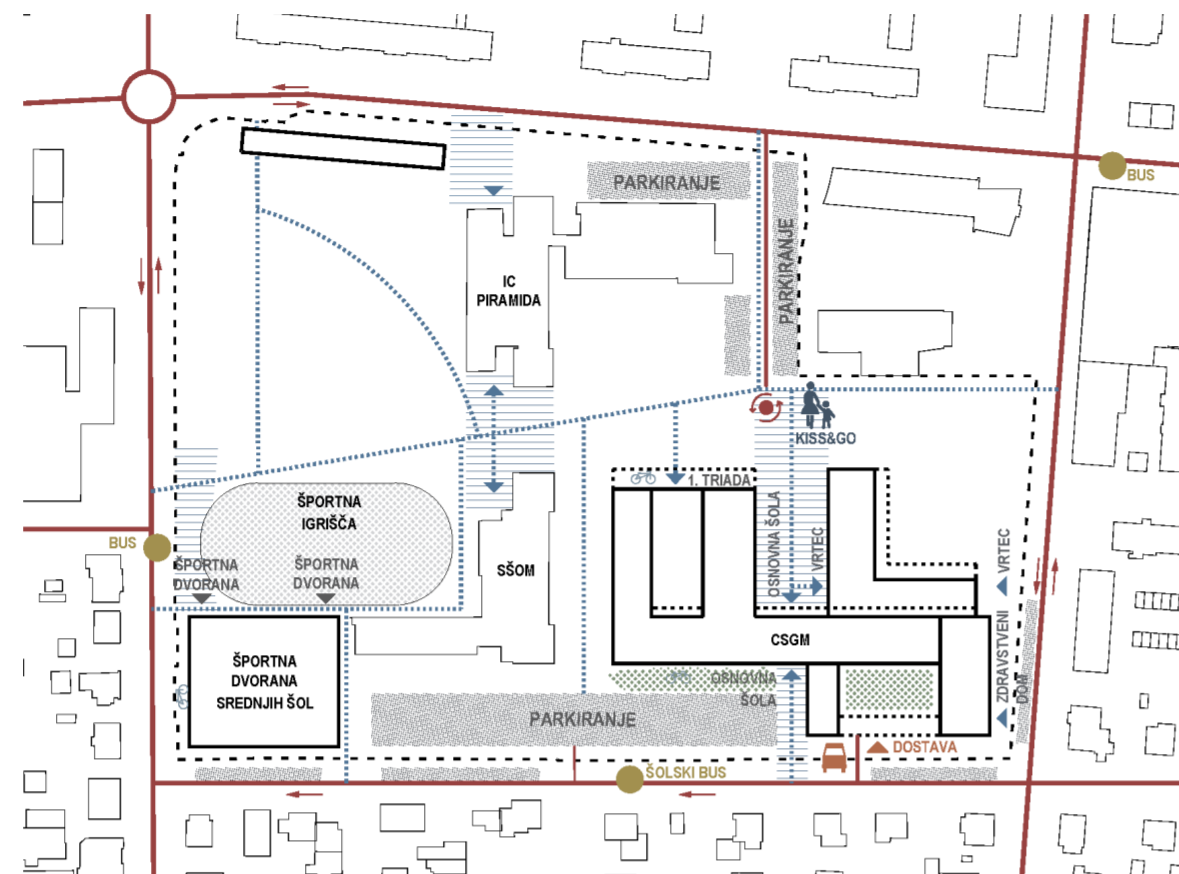 BUS
PARKIRANJE
PARKIRANJE
IC
PIRAMIDA
KISS&GO
1. TRIADA
OSNOVNA ŠOLA
VRTEC
ŠPORTNA
IGRIŠČA
BUS
ŠPORTNA
DVORANA
ŠPORTNA
DVORANA
SŠOM
VRTEC
CSGM
ZDRAVSTVENI
DOM
ŠPORTNA
DVORANA
SREDNJIH ŠOL
OSNOVNA
ŠOLA
PARKIRANJE
DOSTAVA
ŠOLSKI BUS